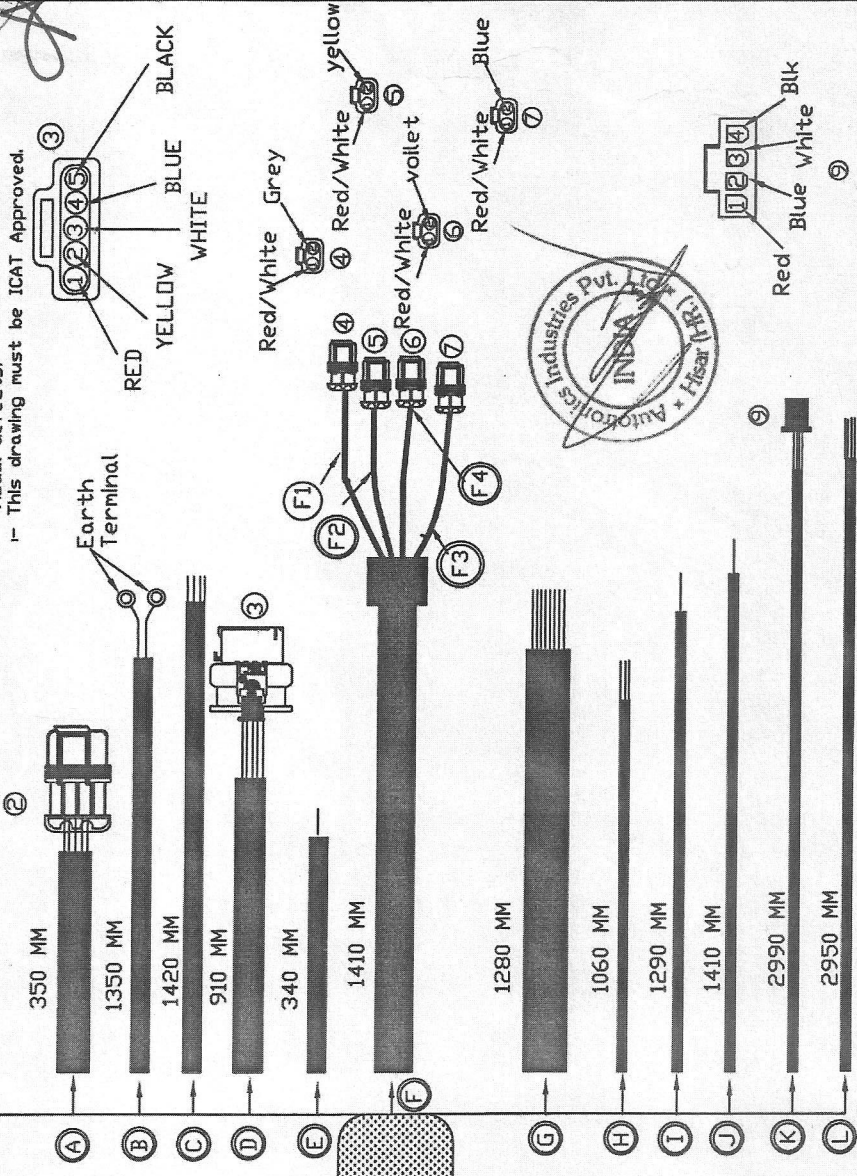 :- This drawing must be ICAT Approved.
②
③
350 MM
1350 MM
1420 MM
910 MM
340 MM
1410 MM
1280 MM
1060 MM
1290 MM
1410 MM
2990 MM
2950 MM
A
B
C
D
E
F
G
H
I
J
K
L
Earth
Terminal
③
1 2 3 4 5
RED
YELLOW
WHITE
BLUE
BLACK
F1
F2
F3
F4
④
⑤
⑥
⑦
Red/White Grey
④
Red/White yellow
⑤
Red/White voilet
⑥
Red/White Blue
⑦
Autotronics Industries Pvt. Ltd.
* Hisar (HR.) *
INDIA
⑨
1 2 3 4
Red
Blue
White
Blk
⑨